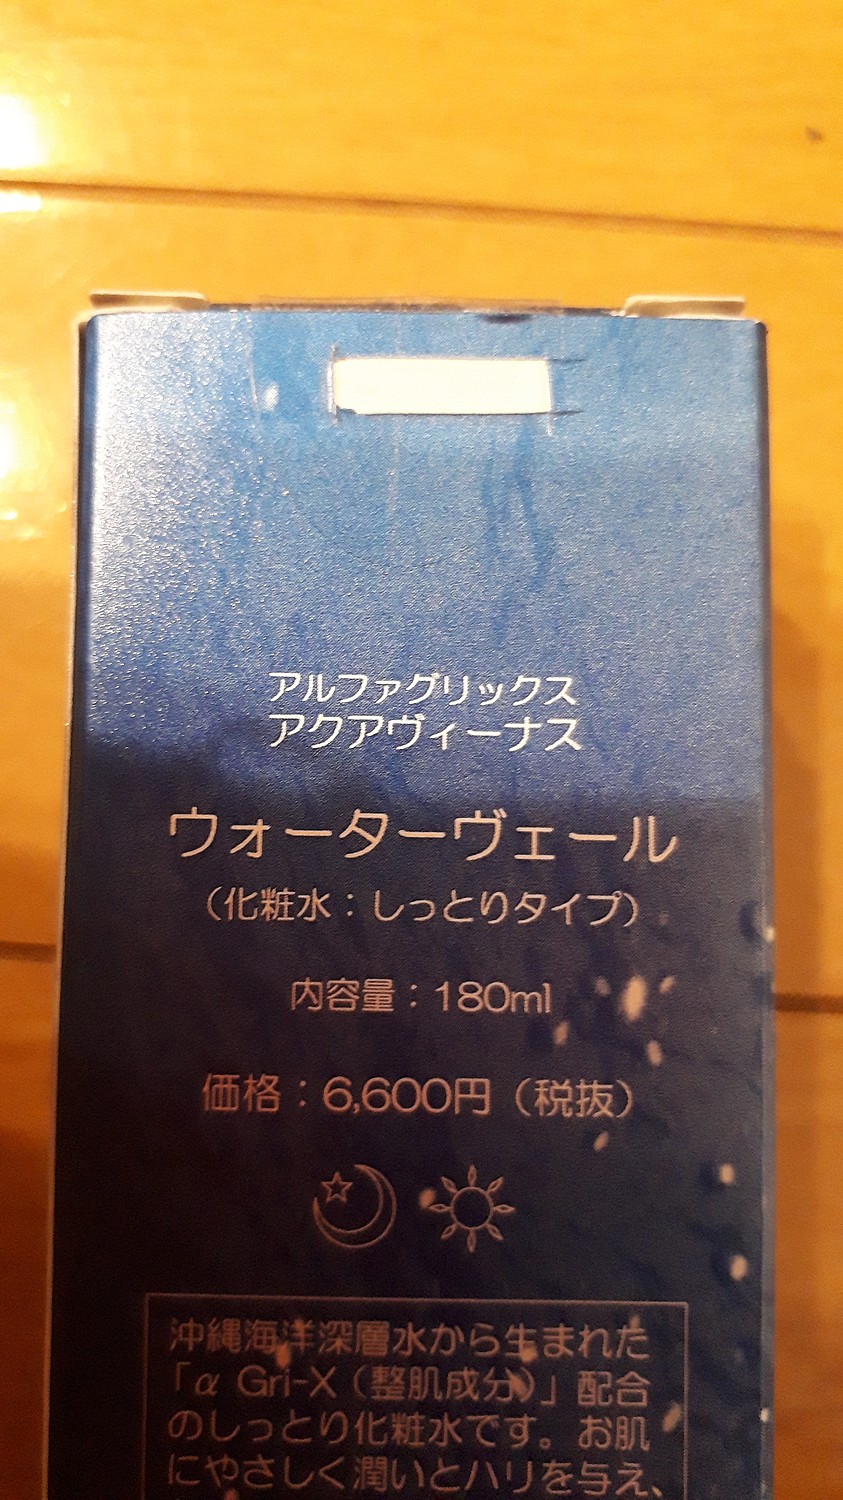 アルファグリックス
アクアヴィーナス
ウォーターヴェール
（化粧水：しっとりタイプ）
内容量：180ml
価格：6,600円（税抜）
沖縄海洋深層水から生まれた
「α Gri-X（整肌成分）」配合
のしっとり化粧水です。お肌
にやさしく潤いとハリを与え、